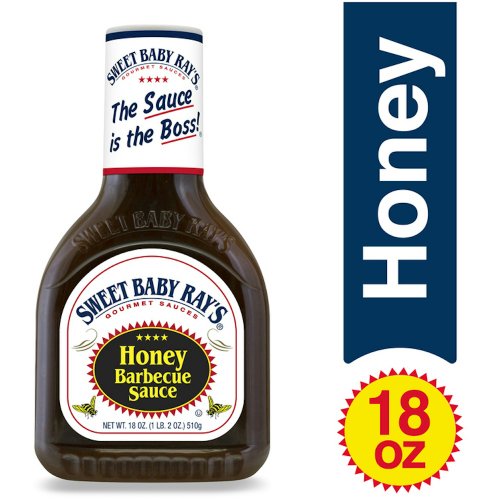 SWEET BABY RAY'S®
GOURMET SAUCES
The Sauce
is the Boss!®
SWEET BABY RAY'S
SWEET BABY RAY'S®
GOURMET SAUCES
Honey
Barbecue
Sauce
U
NET WT. 18 OZ. (1 LB. 2 OZ.) 510g
Honey
18
OZ